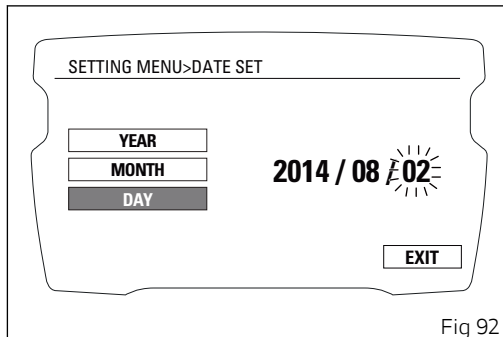 SETTING MENU>DATE SET
YEAR
MONTH
DAY
2014 / 08 / 02
EXIT
Fig 92